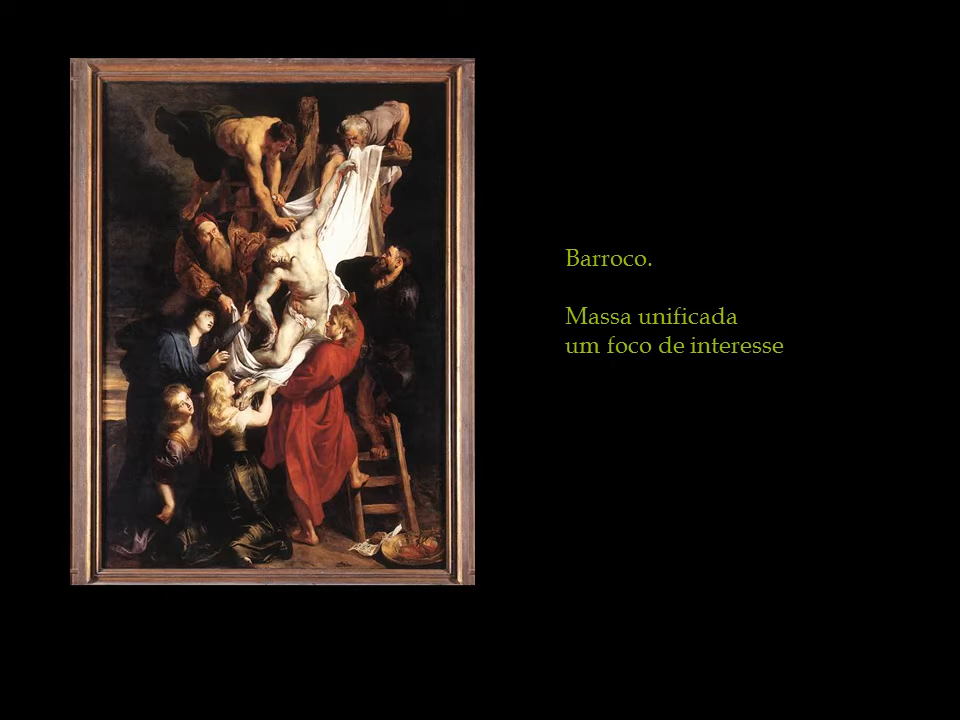 Barroco.
Massa unificada
um foco de interesse